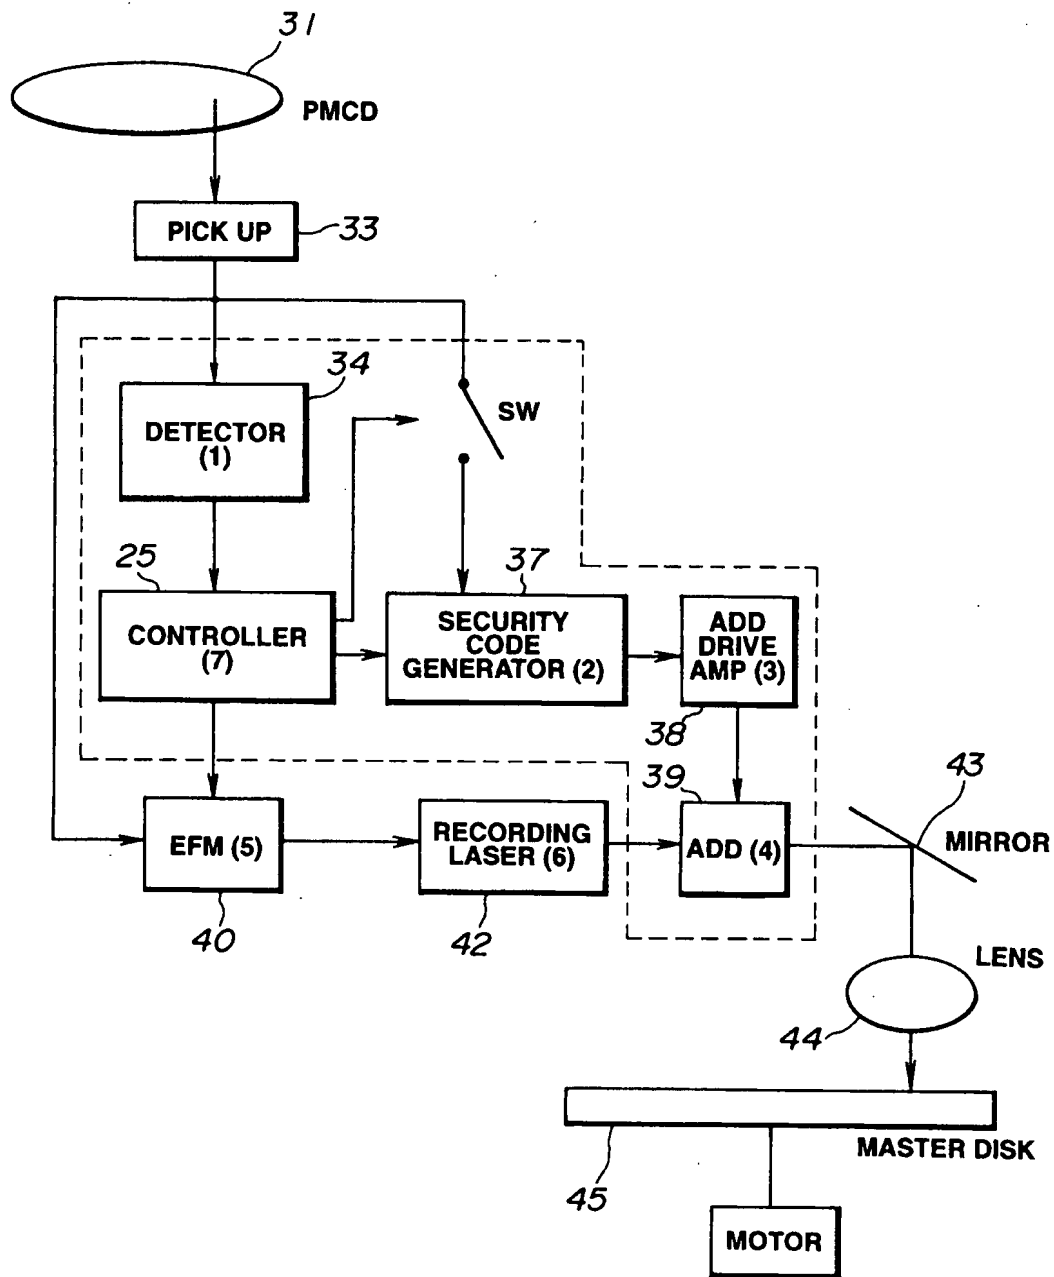 31
PMCD
PICK UP
33
34
DETECTOR
(1)
SW
25
37
CONTROLLER
(7)
SECURITY
CODE
GENERATOR (2)
ADD
DRIVE
AMP (3)
38
39
43
EFM (5)
RECORDING
LASER (6)
ADD (4)
MIRROR
40
42
LENS
44
MASTER DISK
45
MOTOR